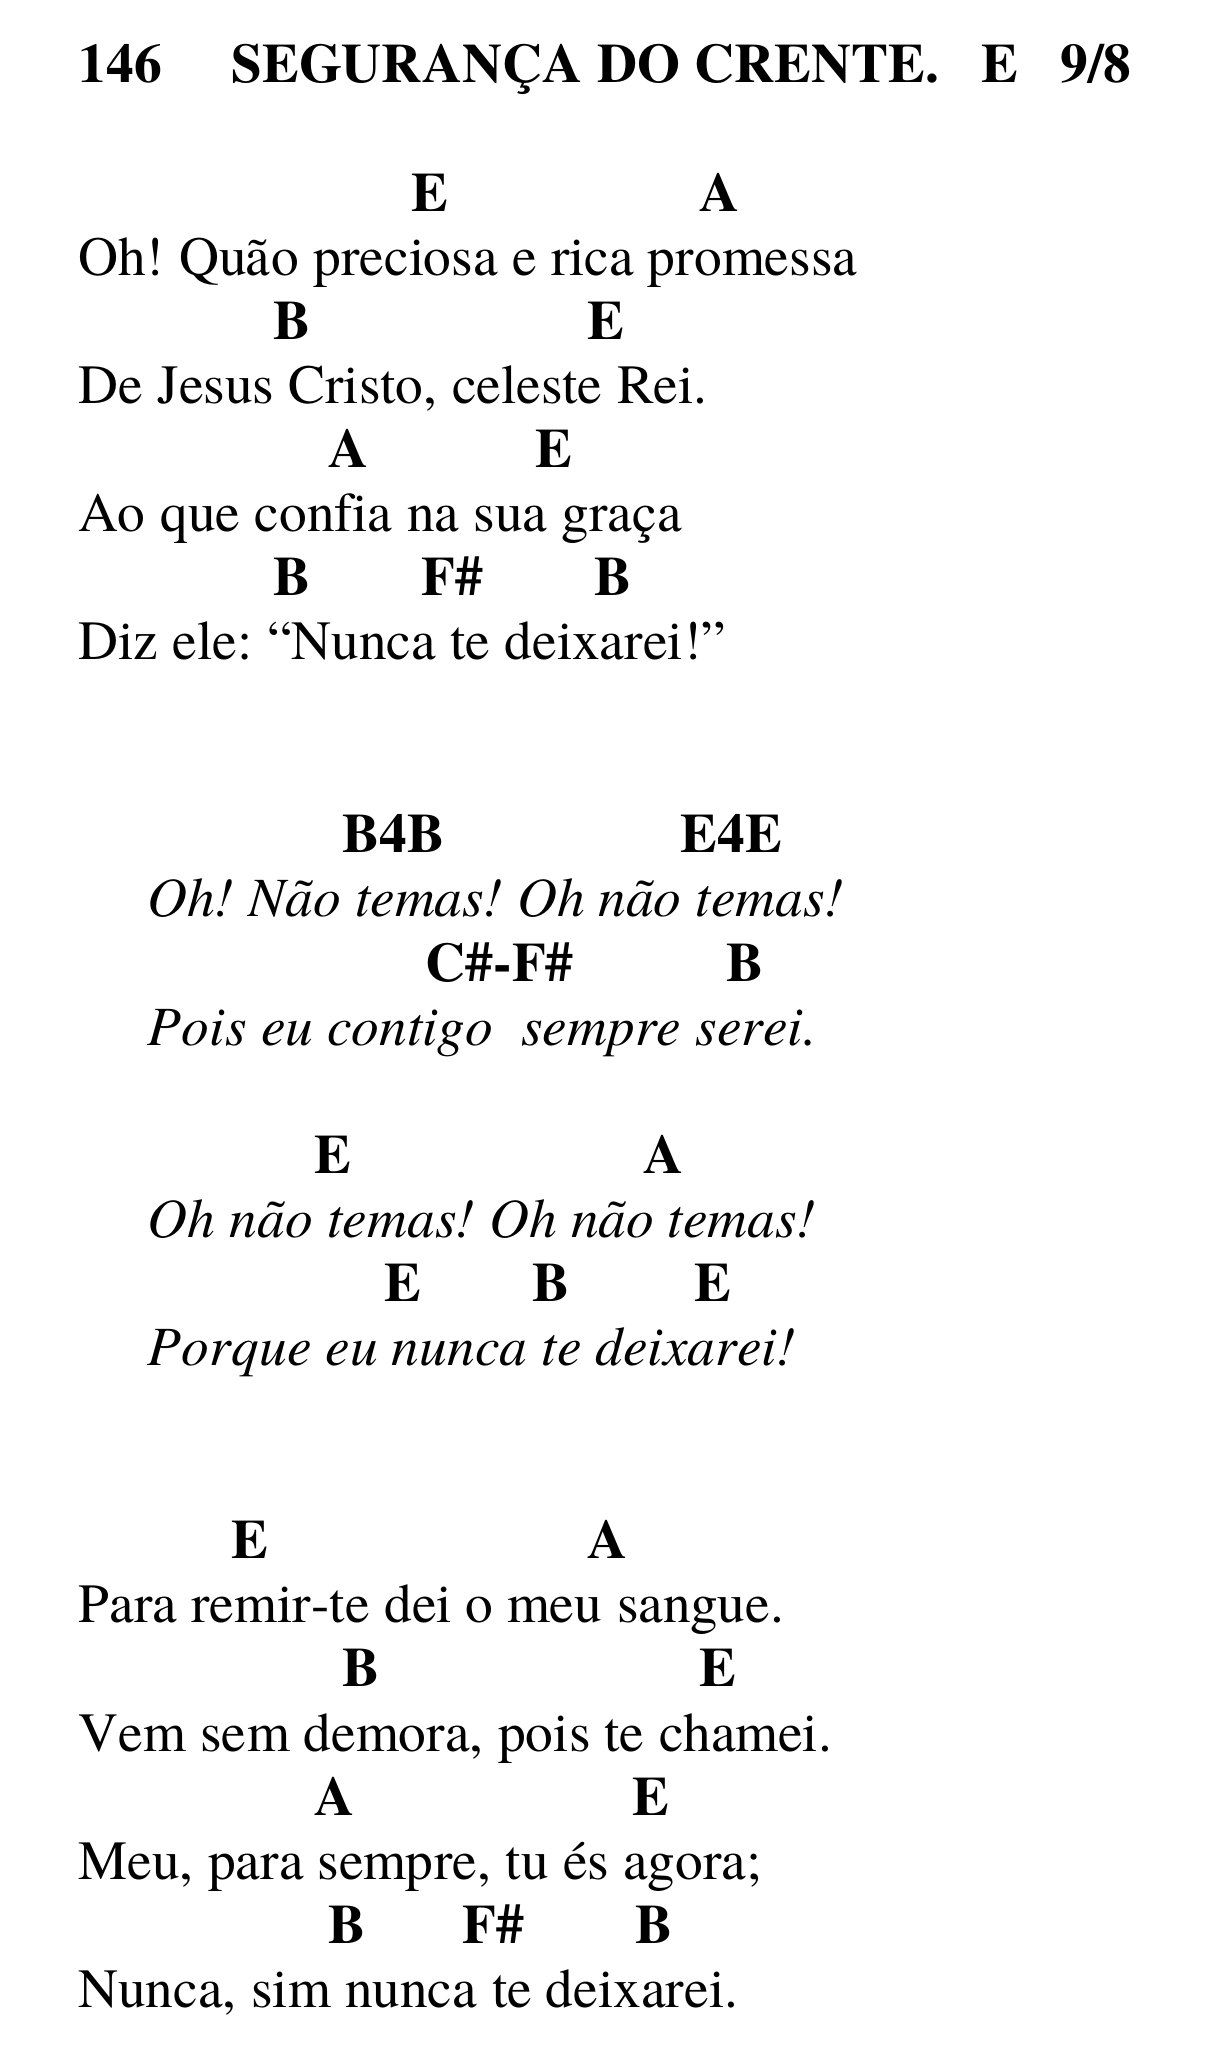 146 SEGURANÇA DO CRENTE. E 9/8
E A
Oh! Quão preciosa e rica promessa
B E
De Jesus Cristo, celeste Rei.
A E
Ao que confia na sua graça
B F# B
Diz ele: “Nunca te deixarei!”
B4B E4E
Oh! Não temas! Oh não temas!
C#-F# B
Pois eu contigo sempre serei.
E A
Oh não temas! Oh não temas!
E B E
Porque eu nunca te deixarei!
E A
Para remir-te dei o meu sangue.
B E
Vem sem demora, pois te chamei.
A E
Meu, para sempre, tu és agora;
B F# B
Nunca, sim nunca te deixarei.